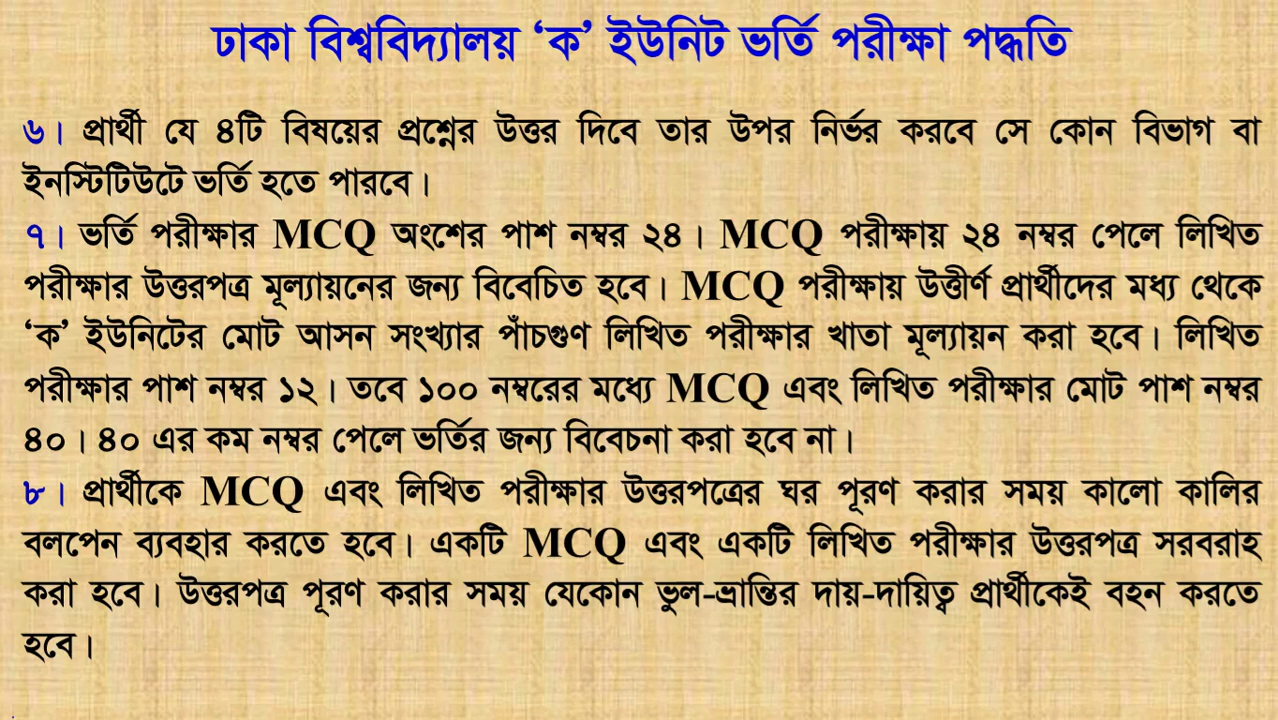 ঢাকা বিশ্ববিদ্যালয় ‘ক’ ইউনিট ভর্তি পরীক্ষা পদ্ধতি
৬। প্রার্থী যে ৪টি বিষয়ের প্রশ্নের উত্তর দিবে তার উপর নির্ভর করবে সে কোন বিভাগ বা
ইনস্টিটিউটে ভর্তি হতে পারবে।
৭। ভর্তি পরীক্ষার MCQ অংশের পাশ নম্বর ২৪। MCQ পরীক্ষায় ২৪ নম্বর পেলে লিখিত
পরীক্ষার উত্তরপত্র মূল্যায়নের জন্য বিবেচিত হবে। MCQ পরীক্ষায় উত্তীর্ণ প্রার্থীদের মধ্য থেকে
‘ক’ ইউনিটের মোট আসন সংখ্যার পাঁচগুণ লিখিত পরীক্ষার খাতা মূল্যায়ন করা হবে। লিখিত
পরীক্ষার পাশ নম্বর ১২। তবে ১০০ নম্বরের মধ্যে MCQ এবং লিখিত পরীক্ষার মোট পাশ নম্বর
৪০। ৪০ এর কম নম্বর পেলে ভর্তির জন্য বিবেচনা করা হবে না।
৮। প্রার্থীকে MCQ এবং লিখিত পরীক্ষার উত্তরপত্রের ঘর পূরণ করার সময় কালো কালির
বলপেন ব্যবহার করতে হবে। একটি MCQ এবং একটি লিখিত পরীক্ষার উত্তরপত্র সরবরাহ
করা হবে। উত্তরপত্র পূরণ করার সময় যেকোন ভুল-ভ্রান্তির দায়-দায়িত্ব প্রার্থীকেই বহন করতে
হবে।